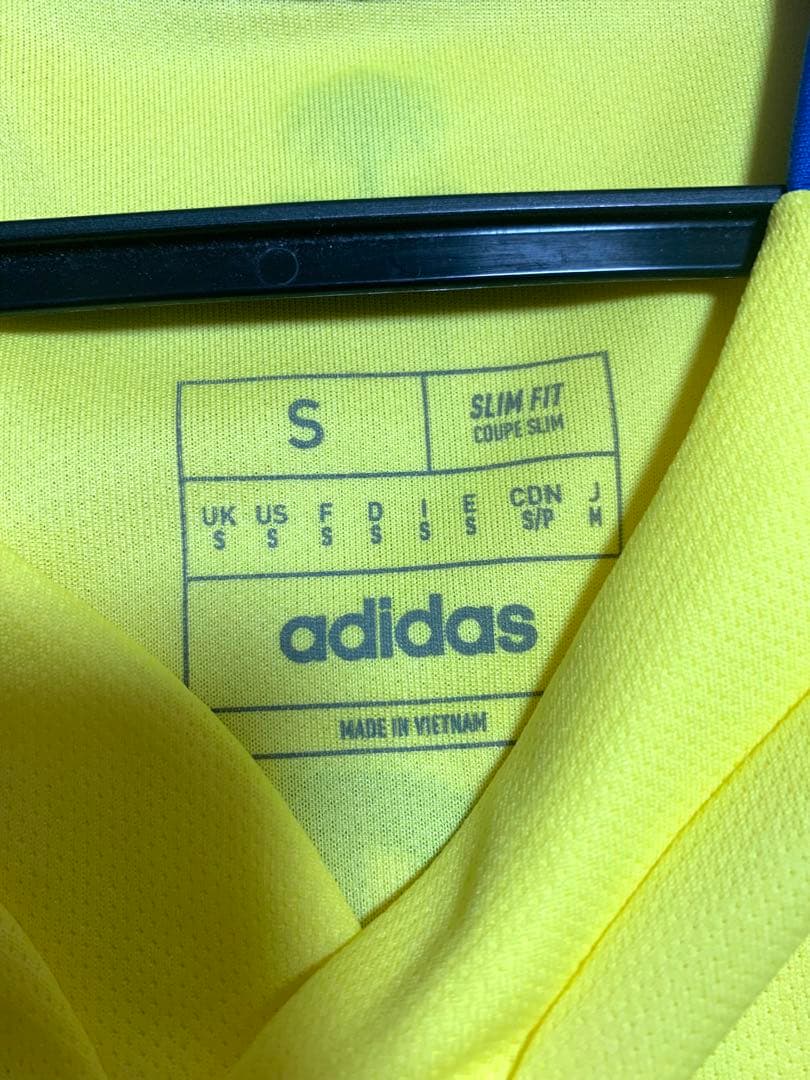 S
SLIM FIT
COUPE SLIM
UK US F D I E CDN J
S S S S S S S/P M
adidas
MADE IN VIETNAM